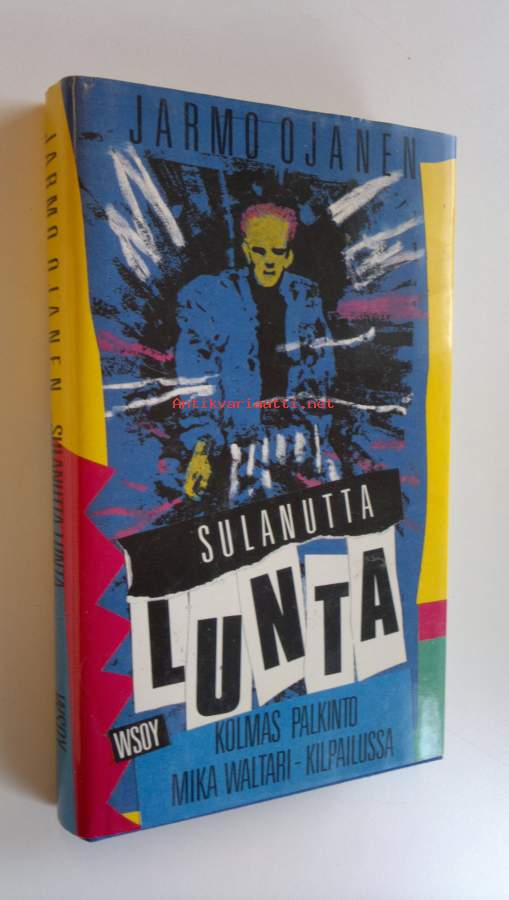 JARMO OJANEN
Antikvariaatti.net
SULANUTTA
LUNTA
WSOY
KOLMAS PALKINTO
MIKA WALTARI-KILPAILUSSA
JARMO OJANEN SULANUTTA LUNTA WSOY